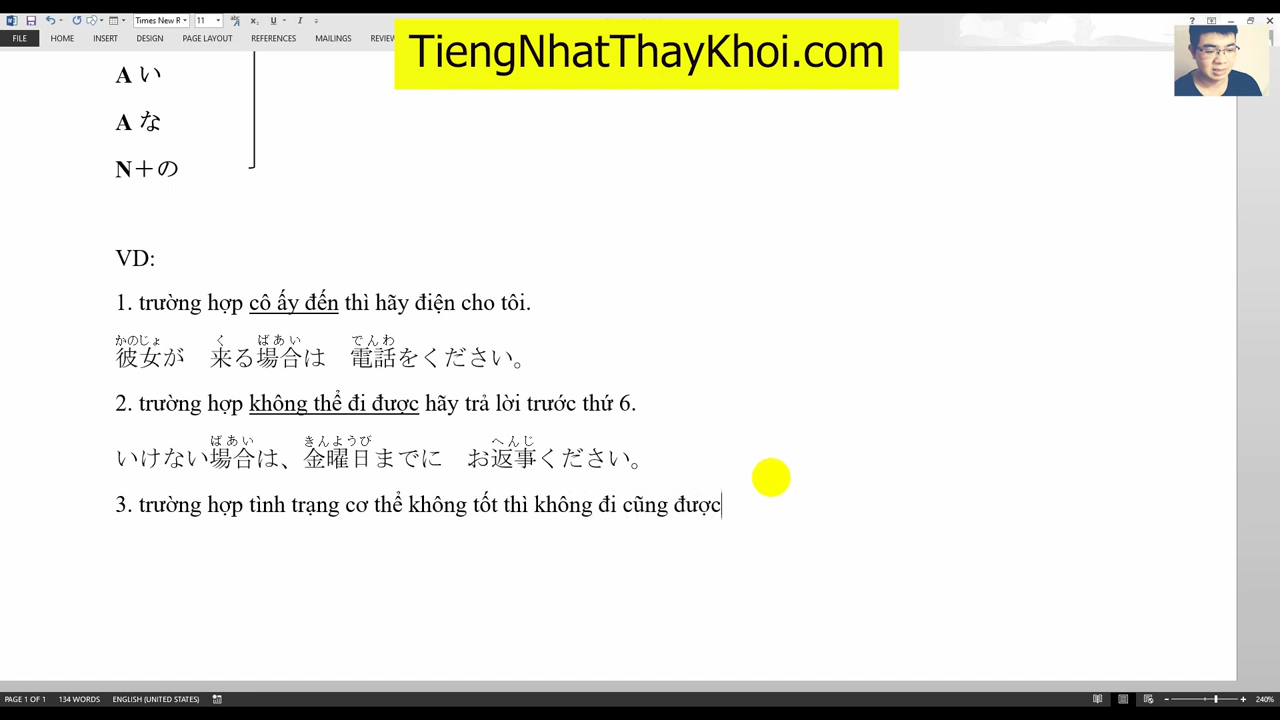 Times New R 11
FILE HOME INSERT DESIGN PAGE LAYOUT REFERENCES MAILINGS REVIEW
TiengNhatThayKhoi.com
A い
A な
N＋の
VD:
1. trường hợp cô ấy đến thì hãy điện cho tôi.
かのじょ く ばあい でんわ
彼女が 来る場合は 電話をください。
2. trường hợp không thể đi được hãy trả lời trước thứ 6.
ばあい きんようび へんじ
いけない場合は、金曜日までに お返事ください。
3. trường hợp tình trạng cơ thể không tốt thì không đi cũng được
PAGE 1 OF 1 134 WORDS ENGLISH (UNITED STATES) 240%